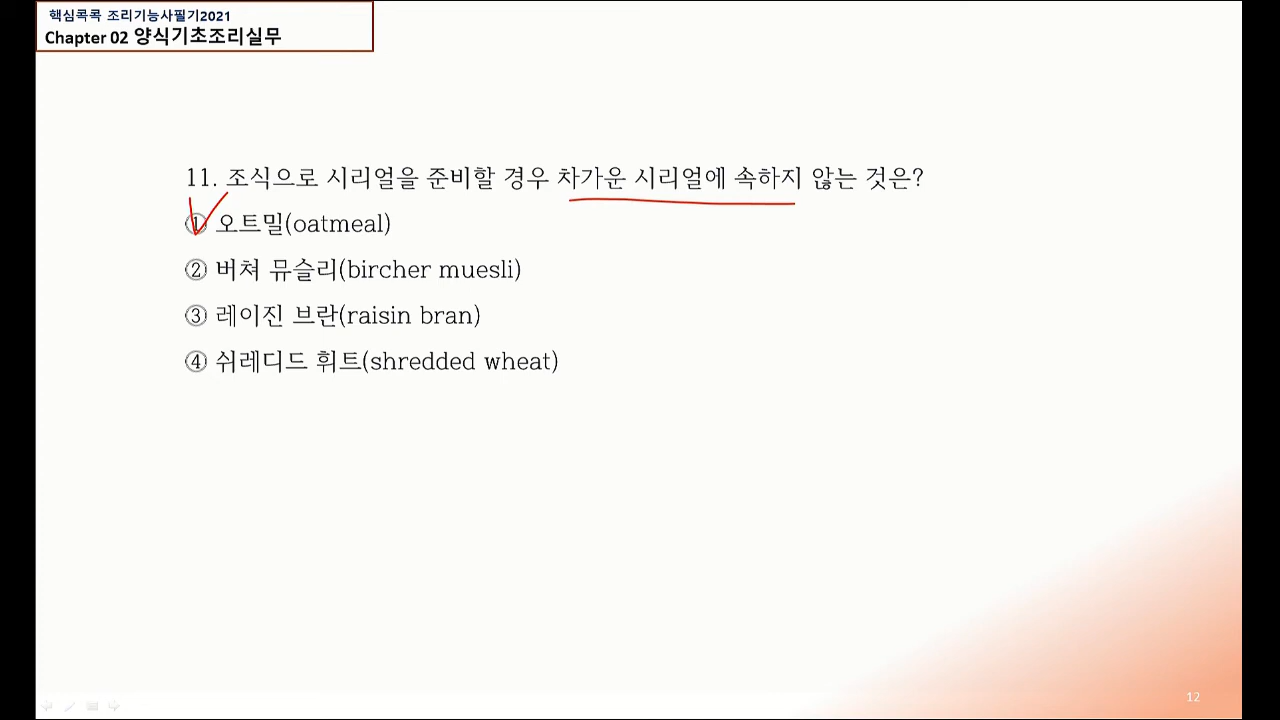 핵심콕콕 조리기능사필기2021
Chapter 02 양식기초조리실무
11. 조식으로 시리얼을 준비할 경우 차가운 시리얼에 속하지 않는 것은?
① 오트밀(oatmeal)
② 버쳐 뮤슬리(bircher muesli)
③ 레이진 브란(raisin bran)
④ 쉬레디드 휘트(shredded wheat)
12